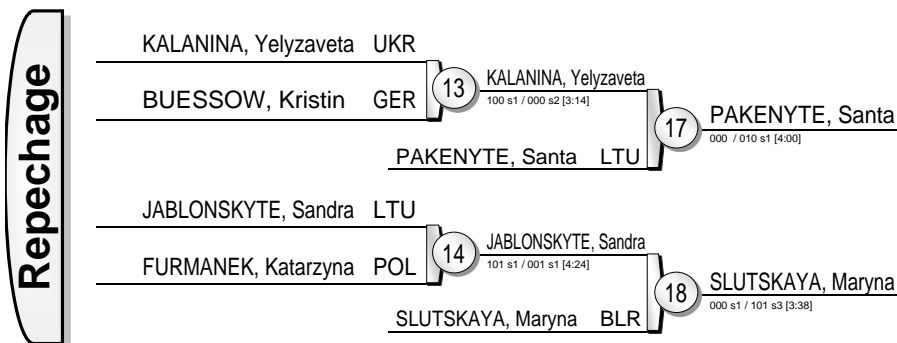 Repechage
KALANINA, Yelyzaveta UKR
BUESSOW, Kristin GER
13
KALANINA, Yelyzaveta
100 s1 / 000 s2 [3:14]
PAKENYTE, Santa LTU
17
PAKENYTE, Santa
000 / 010 s1 [4:00]
JABLONSKYTE, Sandra LTU
FURMANEK, Katarzyna POL
14
JABLONSKYTE, Sandra
101 s1 / 001 s1 [4:24]
SLUTSKAYA, Maryna BLR
18
SLUTSKAYA, Maryna
000 s1 / 101 s3 [3:38]